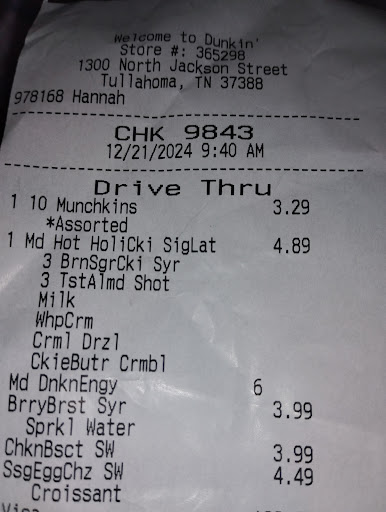 Welcome to Dunkin'
Store #: 365298
1300 North Jackson Street
Tullahoma, TN 37388
978168 Hannah
CHK 9843
12/21/2024 9:40 AM
Drive Thru
1 10 Munchkins 3.29
*Assorted
1 Md Hot HoliCki SigLat 4.89
3 BrnSgrCki Syr
3 TstAlmd Shot
Milk
WhpCrm
Crml Drzl
CkieButr Crmbl
Md DnknEngy 6
BrryBrst Syr 3.99
Sprkl Water
ChknBsct SW 3.99
SsgEggChz SW 4.49
Croissant